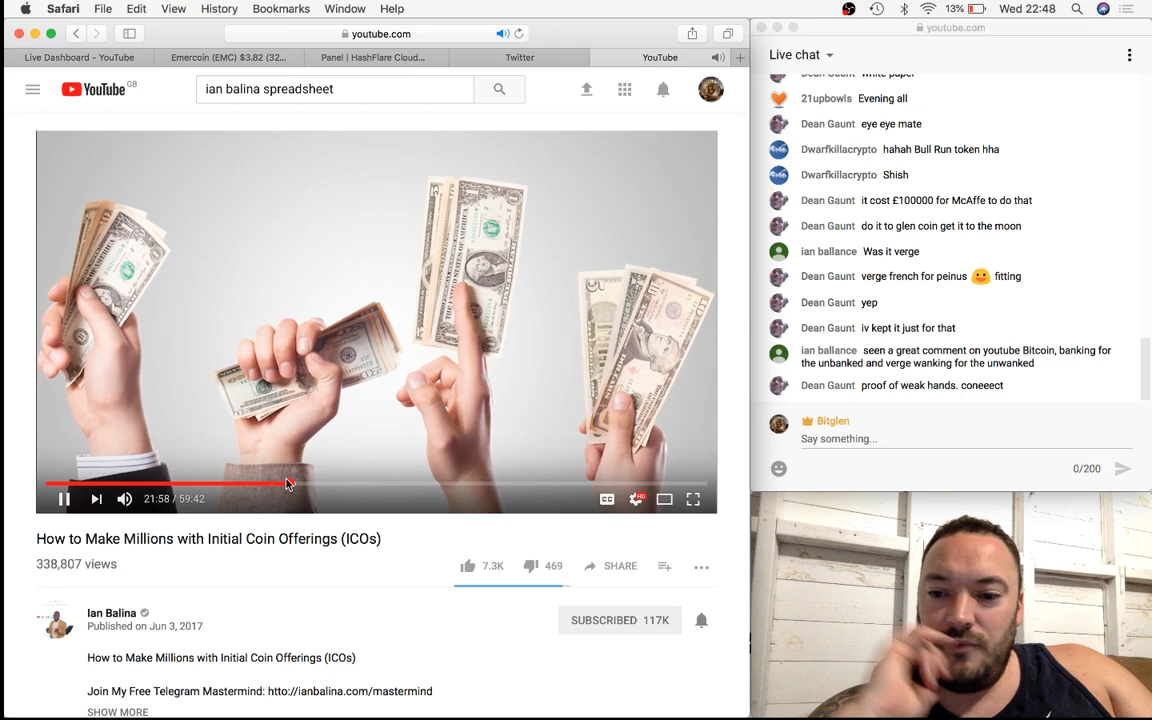 Safari File Edit View History Bookmarks Window Help 13% Wed 22:48
youtube.com
youtube.com
Live Dashboard - YouTube
Emercoin (EMC) $3.82 (32...
Panel | HashFlare Cloud...
Twitter
YouTube
YouTube GB
ian balina spreadsheet
21:58 / 59:42
CC
HD
How to Make Millions with Initial Coin Offerings (ICOs)
338,807 views
7.3K 469 SHARE
Ian Balina
Published on Jun 3, 2017
SUBSCRIBED 117K
How to Make Millions with Initial Coin Offerings (ICOs)
Join My Free Telegram Mastermind: http://ianbalina.com/mastermind
SHOW MORE
Live chat
Dean Gaunt white paper
21upbowls Evening all
Dean Gaunt eye eye mate
Dwarfkillacrypto hahah Bull Run token hha
Dwarfkillacrypto Shish
Dean Gaunt it cost £100000 for McAffe to do that
Dean Gaunt do it to glen coin get it to the moon
ian ballance Was it verge
Dean Gaunt verge french for peinus fitting
Dean Gaunt yep
Dean Gaunt iv kept it just for that
ian ballance seen a great comment on youtube Bitcoin, banking for
the unbanked and verge wanking for the unwanked
Dean Gaunt proof of weak hands. coneeect
Bitglen
Say something...
0/200